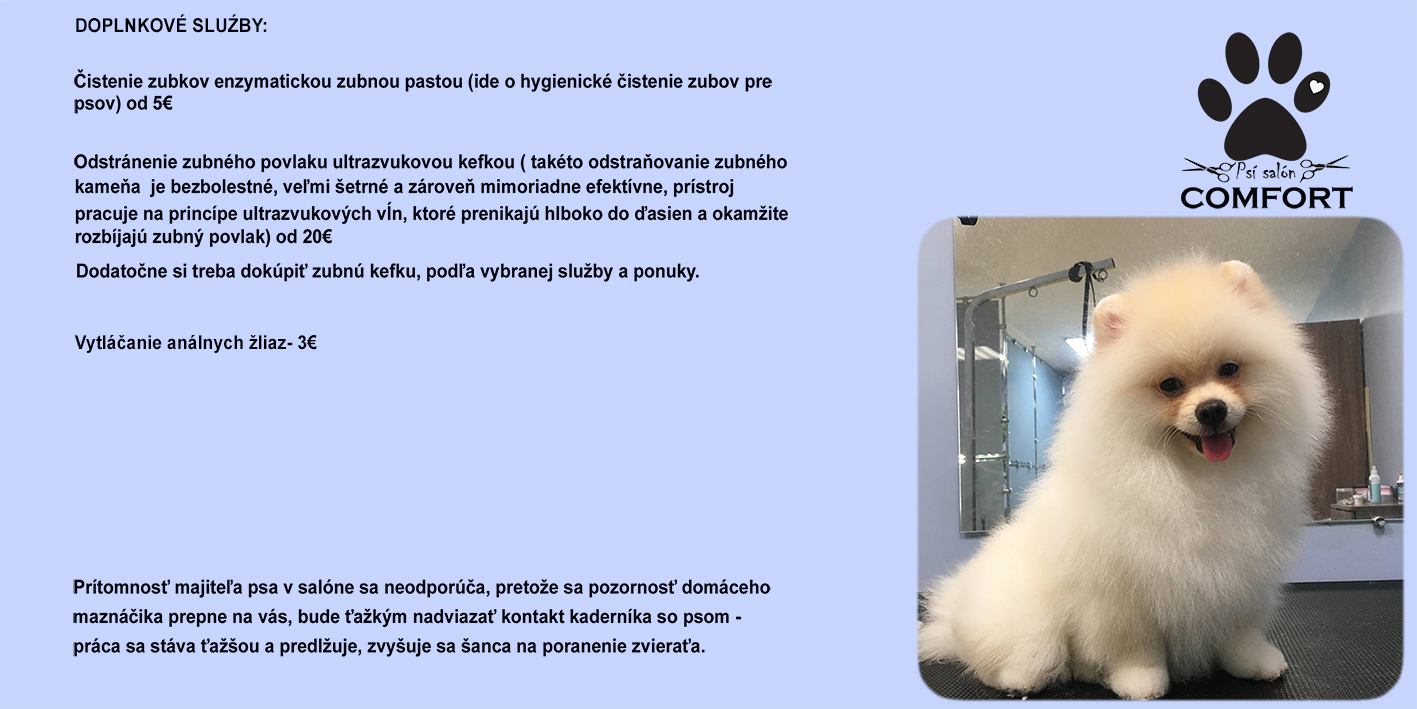 DOPLNKOVÉ SLUŹBY:
Čistenie zubkov enzymatickou zubnou pastou (ide o hygienické čistenie zubov pre
psov) od 5€
Odstránenie zubného povlaku ultrazvukovou kefkou ( takéto odstraňovanie zubného
kameňa  je bezbolestné, veľmi šetrné a zároveň mimoriadne efektívne, prístroj
pracuje na princípe ultrazvukových vĺn, ktoré prenikajú hlboko do ďasien a okamžite
rozbíjajú zubný povlak) od 20€
Dodatočne si treba dokúpiť zubnú kefku, podľa vybranej služby a ponuky.
Vytláčanie análnych žliaz- 3€
Prítomnosť majiteľa psa v salóne sa neodporúča, pretože sa pozornosť domáceho
maznáčika prepne na vás, bude ťažkým nadviazať kontakt kaderníka so psom -
práca sa stáva ťažšou a predlžuje, zvyšuje sa šanca na poranenie zvieraťa.
Psí salón
COMFORT